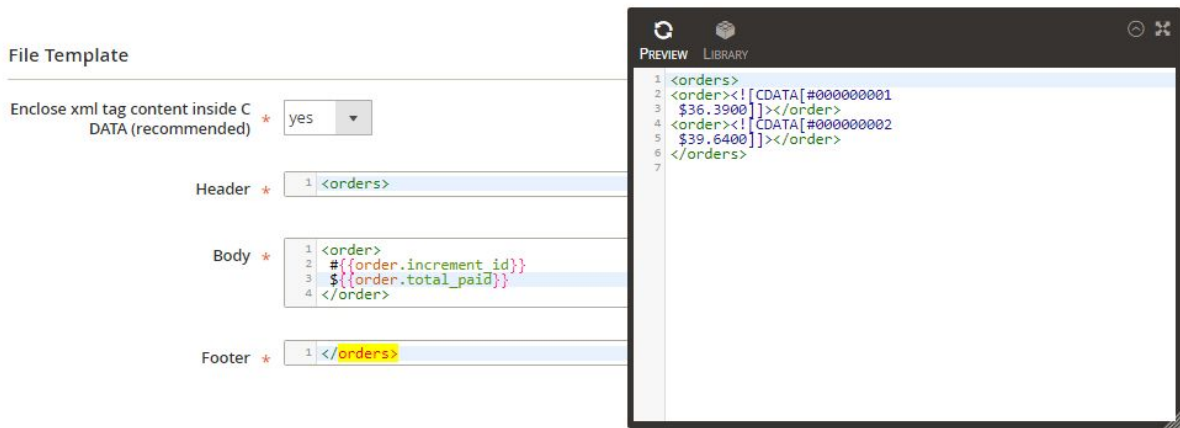 File Template
Enclose xml tag content inside C
DATA (recommended) *
yes
Header *
1 <orders>
Body *
1 <order>
2 #{{order.increment_id}}
3 ${{order.total_paid}}
4 </order>
Footer *
1 </orders>
PREVIEW LIBRARY
1 <orders>
2 <order><![CDATA[#000000001
3 $36.3900]]></order>
4 <order><![CDATA[#000000002
5 $39.6400]]></order>
6 </orders>
7